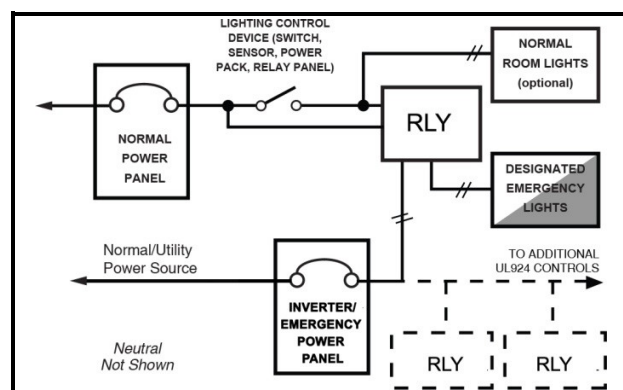 LIGHTING CONTROL
DEVICE (SWITCH,
SENSOR, POWER
PACK, RELAY PANEL)
NORMAL
ROOM LIGHTS
(optional)
NORMAL
POWER
PANEL
RLY
DESIGNATED
EMERGENCY
LIGHTS
Normal/Utility
Power Source
TO ADDITIONAL
UL924 CONTROLS
INVERTER/
EMERGENCY
POWER
PANEL
Neutral
Not Shown
RLY
RLY